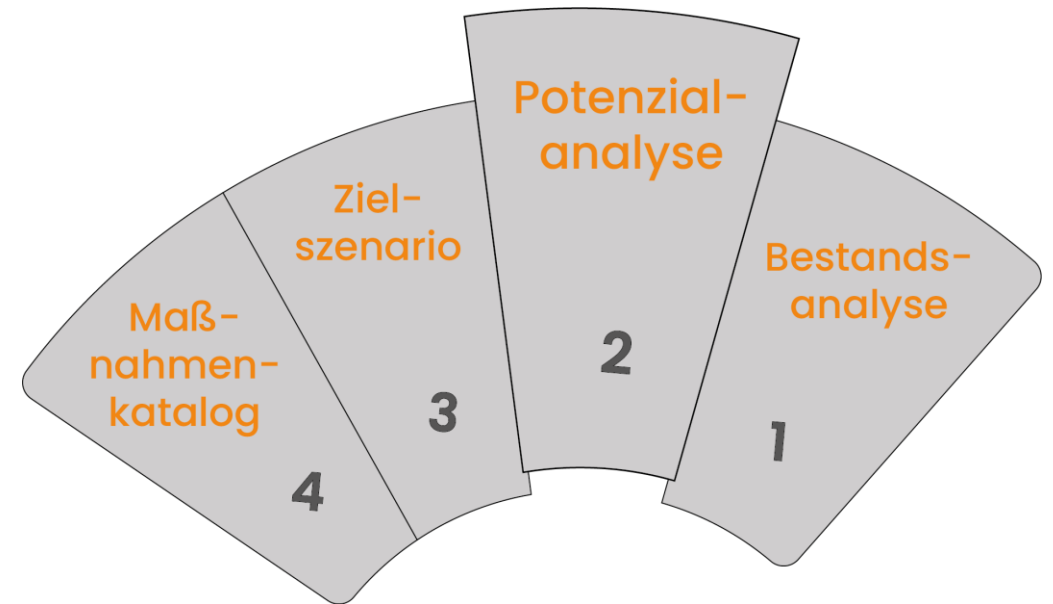 Potenzial-
analyse
2
Ziel-
szenario
3
Bestands-
analyse
1
Maß-
nahmen-
katalog
4